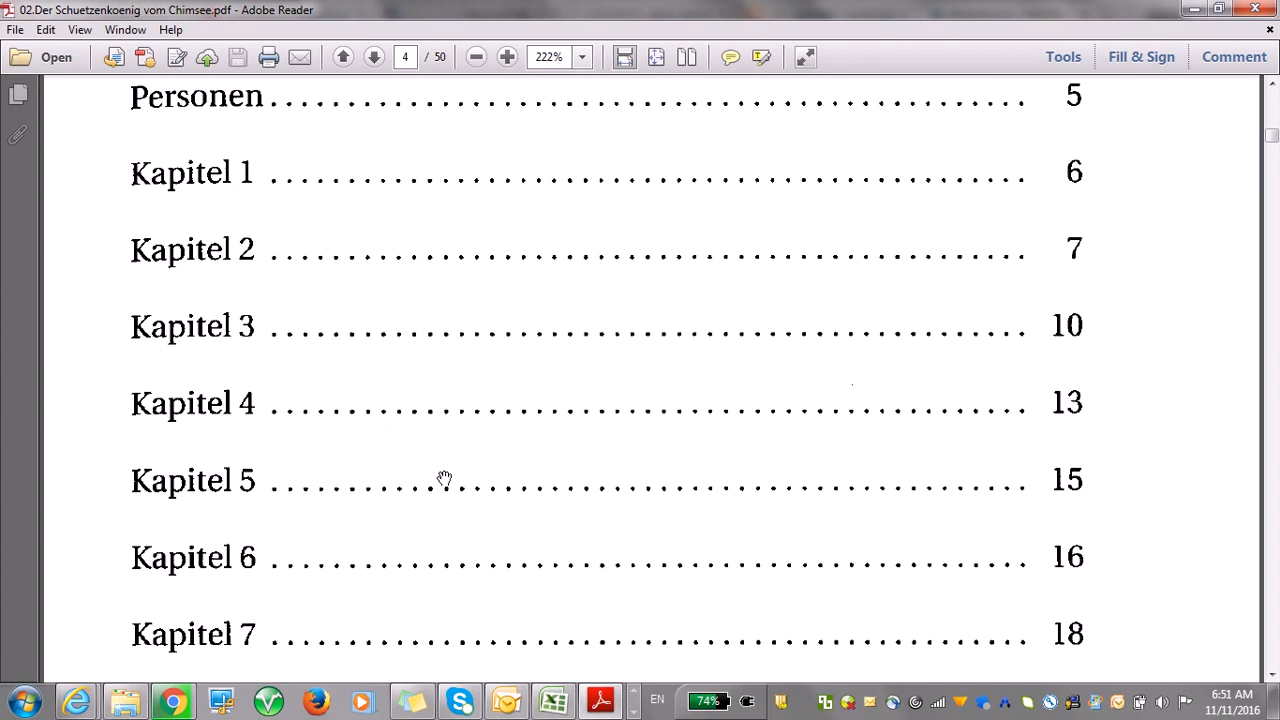 02.Der Schuetzenkoenig vom Chimsee.pdf - Adobe Reader
File Edit View Window Help
Open 4 / 50 222% Tools Fill & Sign Comment
Personen . . . . . . . . . . . . . . . . . . . . . . . . . . . . . . . . . . . . . . . . . . . . . . . . . 5
Kapitel 1 . . . . . . . . . . . . . . . . . . . . . . . . . . . . . . . . . . . . . . . . . . . . . . . . . 6
Kapitel 2 . . . . . . . . . . . . . . . . . . . . . . . . . . . . . . . . . . . . . . . . . . . . . . . . . 7
Kapitel 3 . . . . . . . . . . . . . . . . . . . . . . . . . . . . . . . . . . . . . . . . . . . . . . . . . 10
Kapitel 4 . . . . . . . . . . . . . . . . . . . . . . . . . . . . . . . . . . . . . . . . . . . . . . . . . 13
Kapitel 5 . . . . . . . . . . . . . . . . . . . . . . . . . . . . . . . . . . . . . . . . . . . . . . . . . 15
Kapitel 6 . . . . . . . . . . . . . . . . . . . . . . . . . . . . . . . . . . . . . . . . . . . . . . . . . 16
Kapitel 7 . . . . . . . . . . . . . . . . . . . . . . . . . . . . . . . . . . . . . . . . . . . . . . . . . 18
EN 74% 6:51 AM
11/11/2016